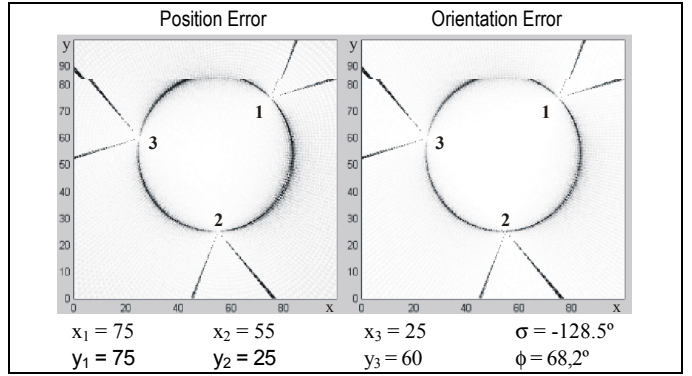 Position Error Orientation Error
y y
90 90
80 80
70 70
60 60
50 50
40 40
30 30
20 20
10 10
0 0
1 1
3 3
2 2
0 20 40 60 80 x 0 20 40 60 80 x
x₁ = 75 x₂ = 55 x₃ = 25 σ = -128.5º
y₁ = 75 y₂ = 25 y₃ = 60 ϕ = 68,2º